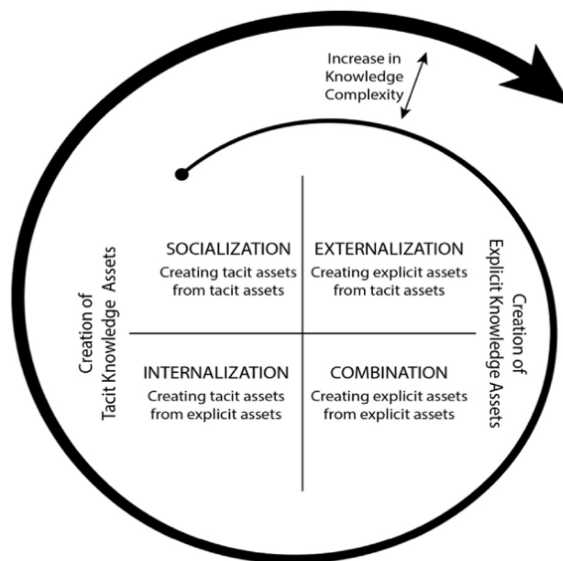 Increase in
Knowledge
Complexity
SOCIALIZATION
Creating tacit assets
from tacit assets
EXTERNALIZATION
Creating explicit assets
from tacit assets
Creation of
Tacit Knowledge Assets
Creation of
Explicit Knowledge Assets
INTERNALIZATION
Creating tacit assets
from explicit assets
COMBINATION
Creating explicit assets
from explicit assets